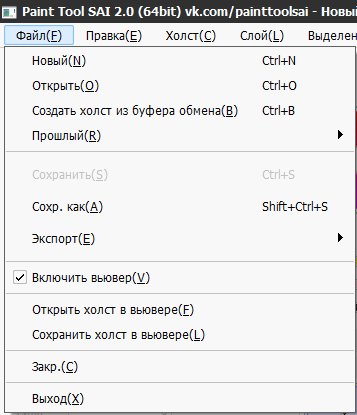 Paint Tool SAI 2.0 (64bit) vk.com/painttoolsai - Новый
Файл(F) Правка(E) Холст(C) Слой(L) Выделен
Новый(N) Ctrl+N
Открыть(O) Ctrl+O
Создать холст из буфера обмена(B) Ctrl+B
Прошлый(R)
Сохранить(S) Ctrl+S
Сохр. как(A) Shift+Ctrl+S
Экспорт(E)
Включить вьювер(V)
Открыть холст в вьювере(F)
Сохранить холст в вьювере(L)
Закр.(C)
Выход(X)